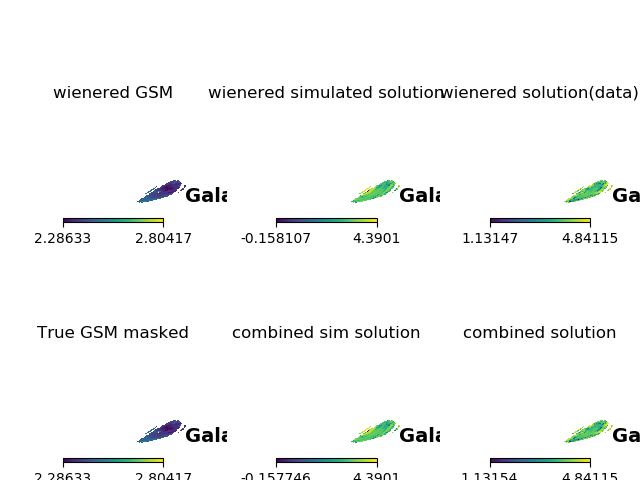 wienered GSM wienered simulated solution wienered solution(data)
Gala Gala Ga
2.28633 2.80417 -0.158107 4.3901 1.13147 4.84115
True GSM masked combined sim solution combined solution
Gala Gala Ga
2.28633 2.80417 -0.157746 4.3901 1.13154 4.84115